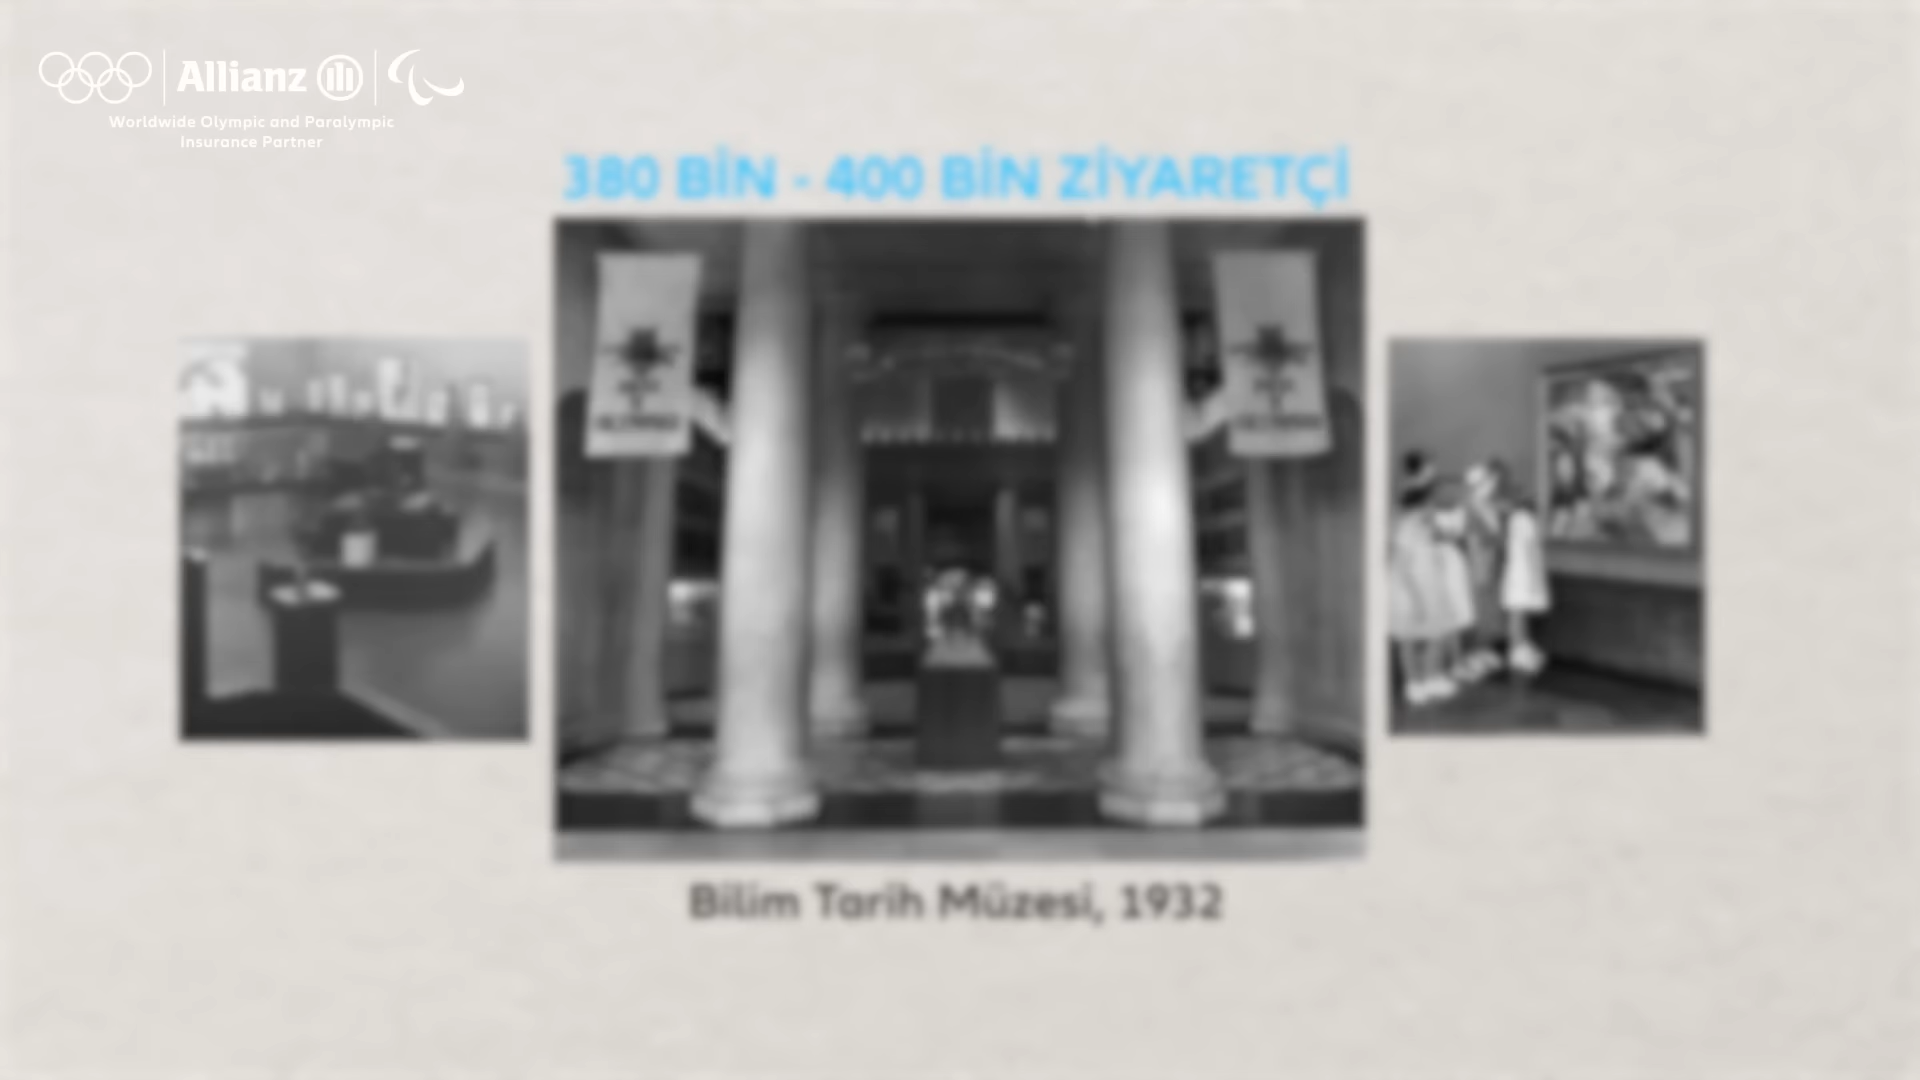 Allianz
Worldwide Olympic and Paralympic
Insurance Partner
380 BİN - 400 BİN ZİYARETÇİ
Bilim Tarih Müzesi, 1932